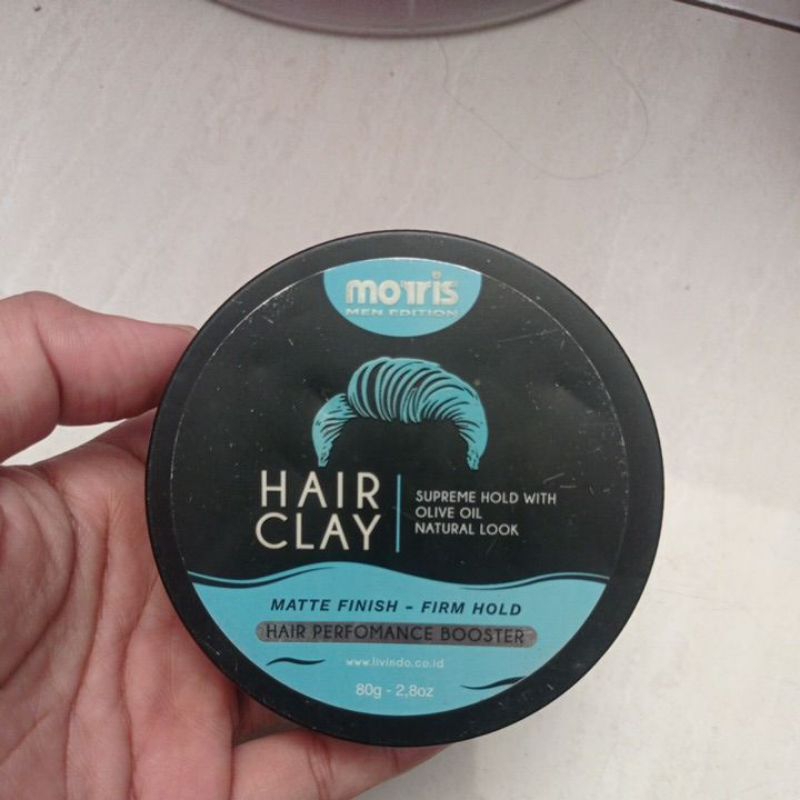 morris
MEN EDITION
HAIR
CLAY
SUPREME HOLD WITH
OLIVE OIL
NATURAL LOOK
MATTE FINISH - FIRM HOLD
HAIR PERFOMANCE BOOSTER
www.livindo.co.id
80g - 2,8oz